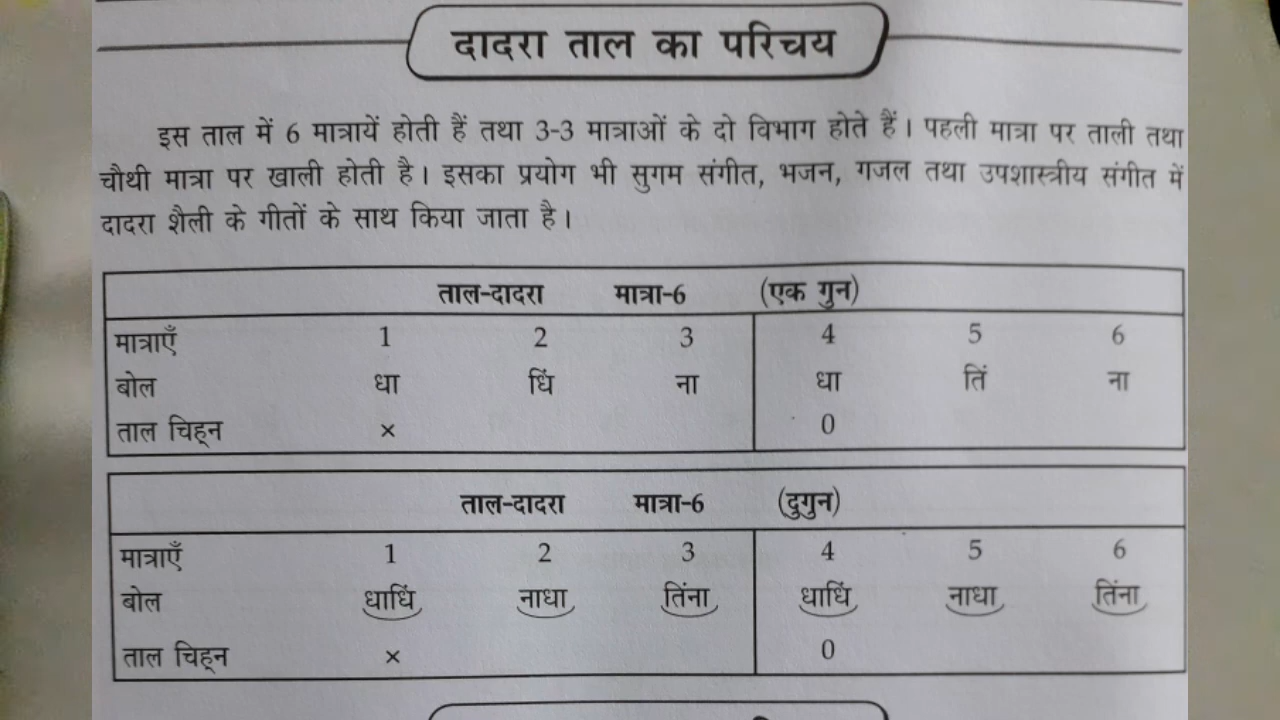 दादरा ताल का परिचय
इस ताल में 6 मात्रायें होती हैं तथा 3-3 मात्राओं के दो विभाग होते हैं। पहली मात्रा पर ताली तथा
चौथी मात्रा पर खाली होती है। इसका प्रयोग भी सुगम संगीत, भजन, गजल तथा उपशास्त्रीय संगीत में
दादरा शैली के गीतों के साथ किया जाता है।
ताल-दादरा मात्रा-6 (एक गुन)
मात्राएँ 1 2 3 4 5 6
बोल धा धिं ना धा तिं ना
ताल चिह्न × 0
ताल-दादरा मात्रा-6 (दुगुन)
मात्राएँ 1 2 3 4 5 6
बोल धाधिं नाधा तिंना धाधिं नाधा तिंना
ताल चिह्न × 0